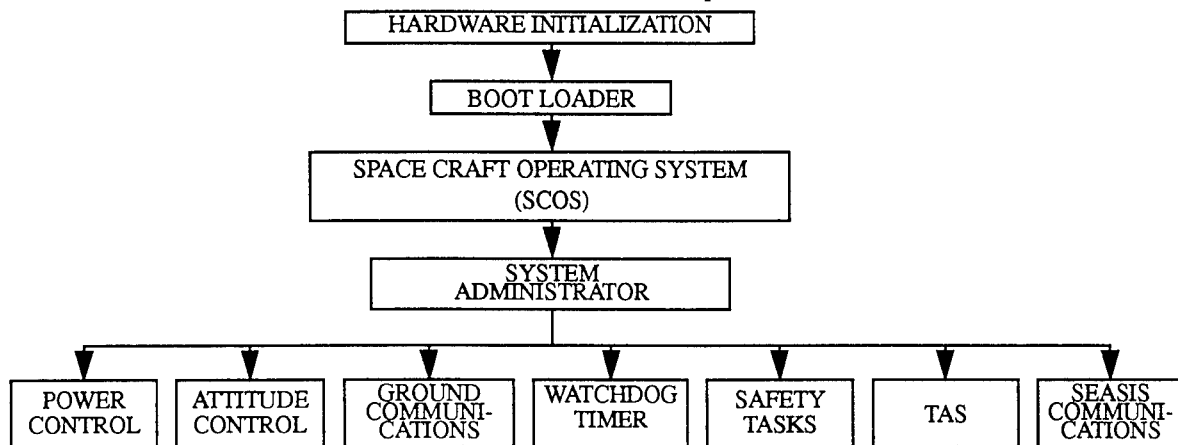 HARDWARE INITIALIZATION
BOOT LOADER
SPACE CRAFT OPERATING SYSTEM
(SCOS)
SYSTEM
ADMINISTRATOR
POWER
CONTROL
ATTITUDE
CONTROL
GROUND
COMMUNI-
CATIONS
WATCHDOG
TIMER
SAFETY
TASKS
TAS
SEASIS
COMMUNI-
CATIONS